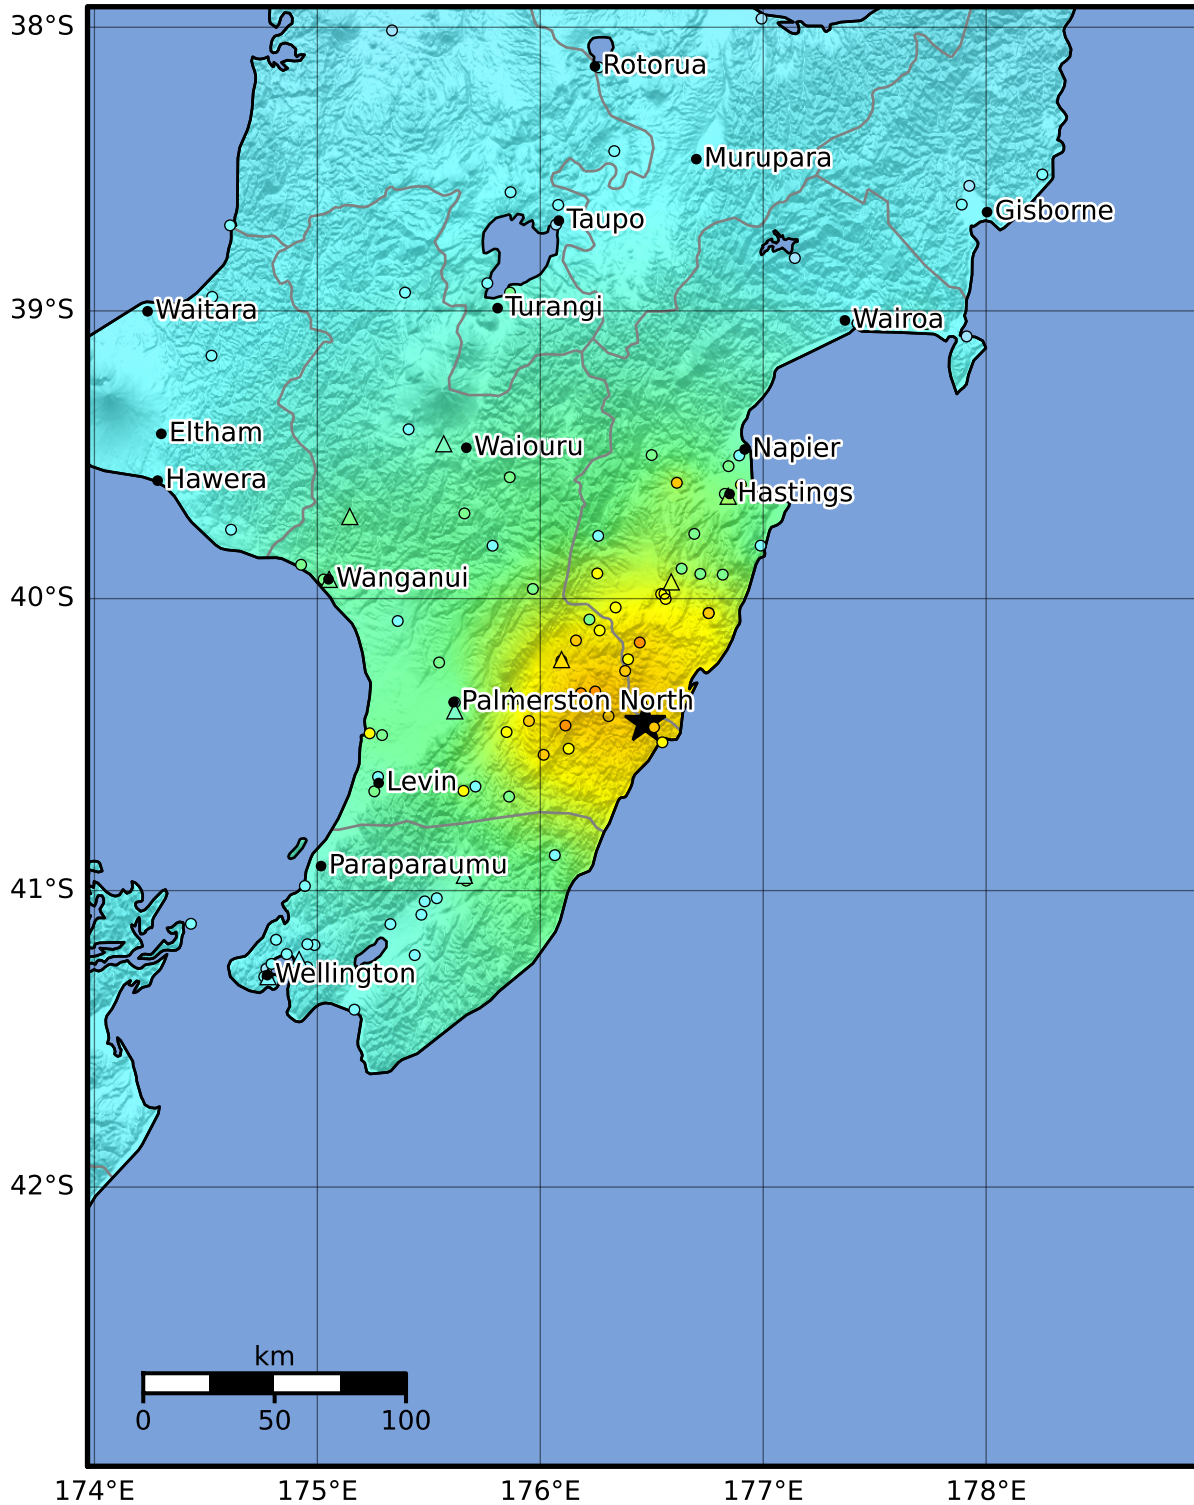 38°S
Rotorua
Murupara
Gisborne
Taupo
39°S
Turangi
Waitara
Wairoa
Eltham
Waiouru
Napier
Hawera
Hastings
Wanganui
40°S
Palmerston North
Levin
Paraparaumu
41°S
Wellington
42°S
km
0 50 100
174°E 175°E 176°E 177°E 178°E